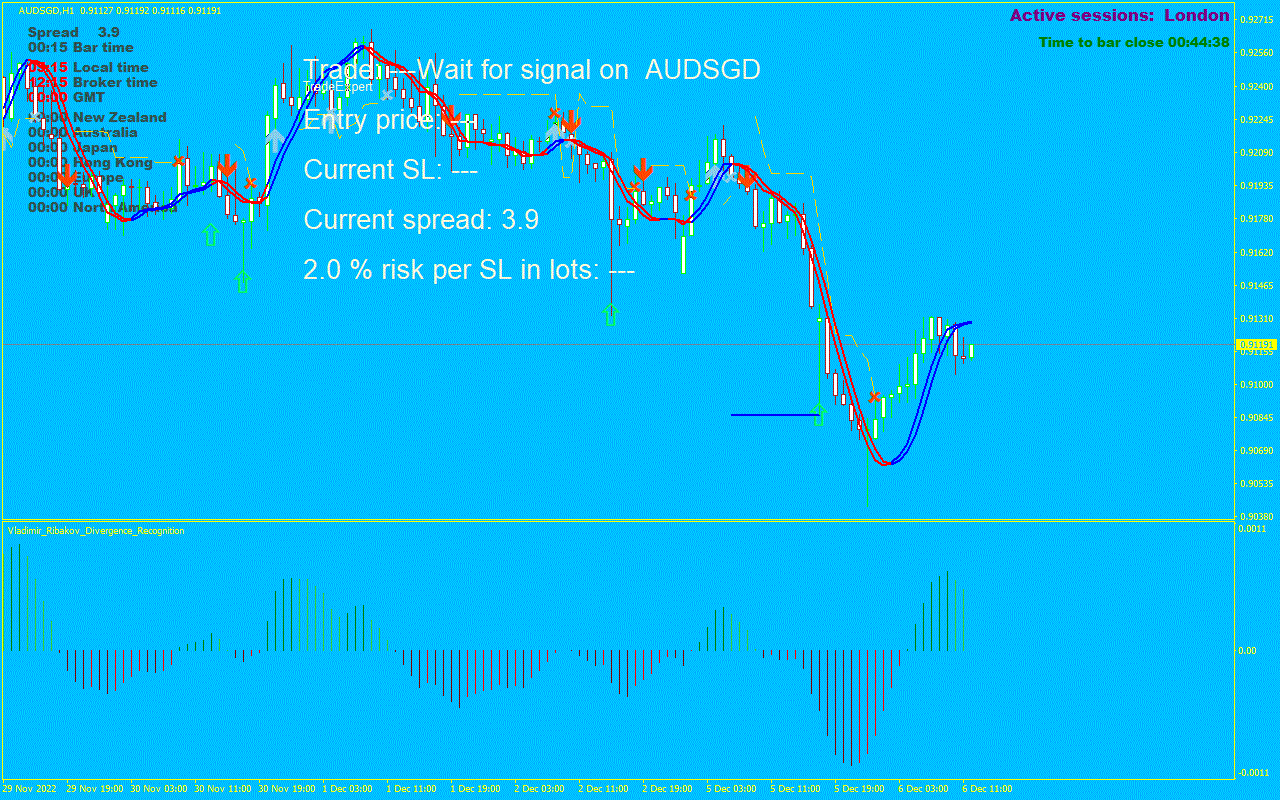 AUDSGD,H1 0.91127 0.91192 0.91116 0.91191
Spread 3.9
00:15 Bar time
Local time
12:15 Broker time
00:00 GMT
00:00 New Zealand
00:00 Australia
00:00 Japan
00:00 Hong Kong
00:00 Europe
00:00 UK
00:00 North America
Active sessions: London
Time to bar close 00:44:38
Trade: ---Wait for signal on AUDSGD
TradeExpert
Entry price: ---
Current SL: ---
Current spread: 3.9
2.0 % risk per SL in lots: ---
0.92715
0.92560
0.92400
0.92245
0.92090
0.91935
0.91780
0.91620
0.91465
0.91310
0.91191
0.91155
0.91000
0.90845
0.90690
0.90535
0.90380
Vladimir_Ribakov_Divergence_Recognition
0.0011
0.00
-0.0011
29 Nov 2022
29 Nov 19:00
30 Nov 03:00
30 Nov 11:00
30 Nov 19:00
1 Dec 03:00
1 Dec 11:00
1 Dec 19:00
2 Dec 03:00
2 Dec 11:00
2 Dec 19:00
5 Dec 03:00
5 Dec 11:00
5 Dec 19:00
6 Dec 03:00
6 Dec 11:00